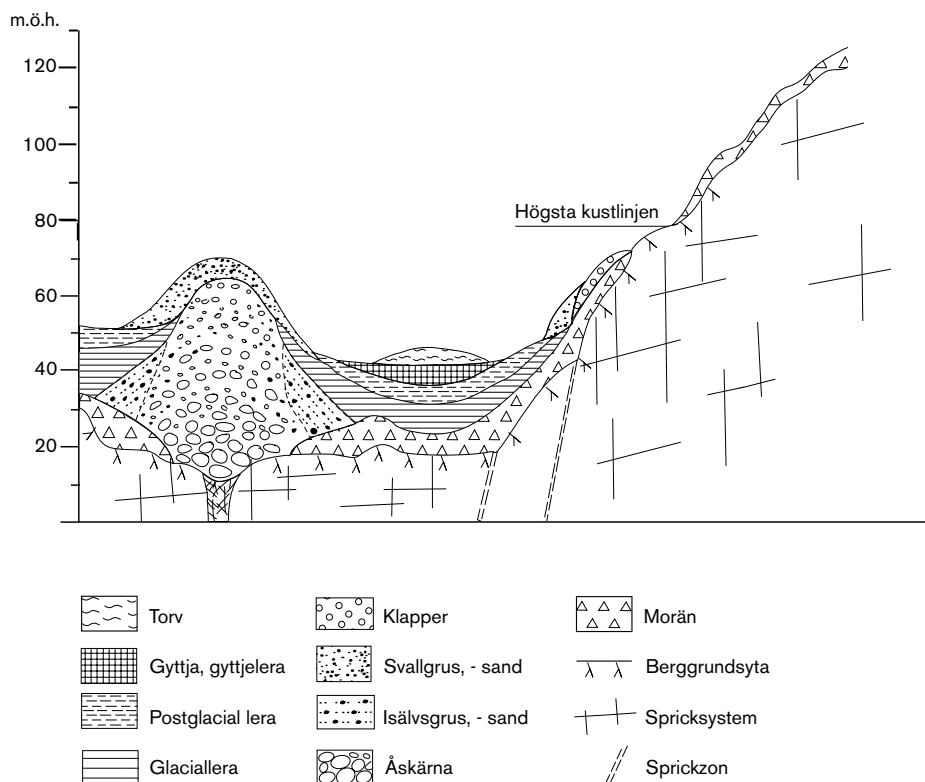 m.ö.h.
120
100
80
60
40
20
Högsta kustlinjen
Torv
Klapper
Morän
Gyttja, gyttjelera
Svallgrus, - sand
Berggrundsyta
Postglacial lera
Isälvsgrus, - sand
Spricksystem
Glaciallera
Åskärna
Sprickzon